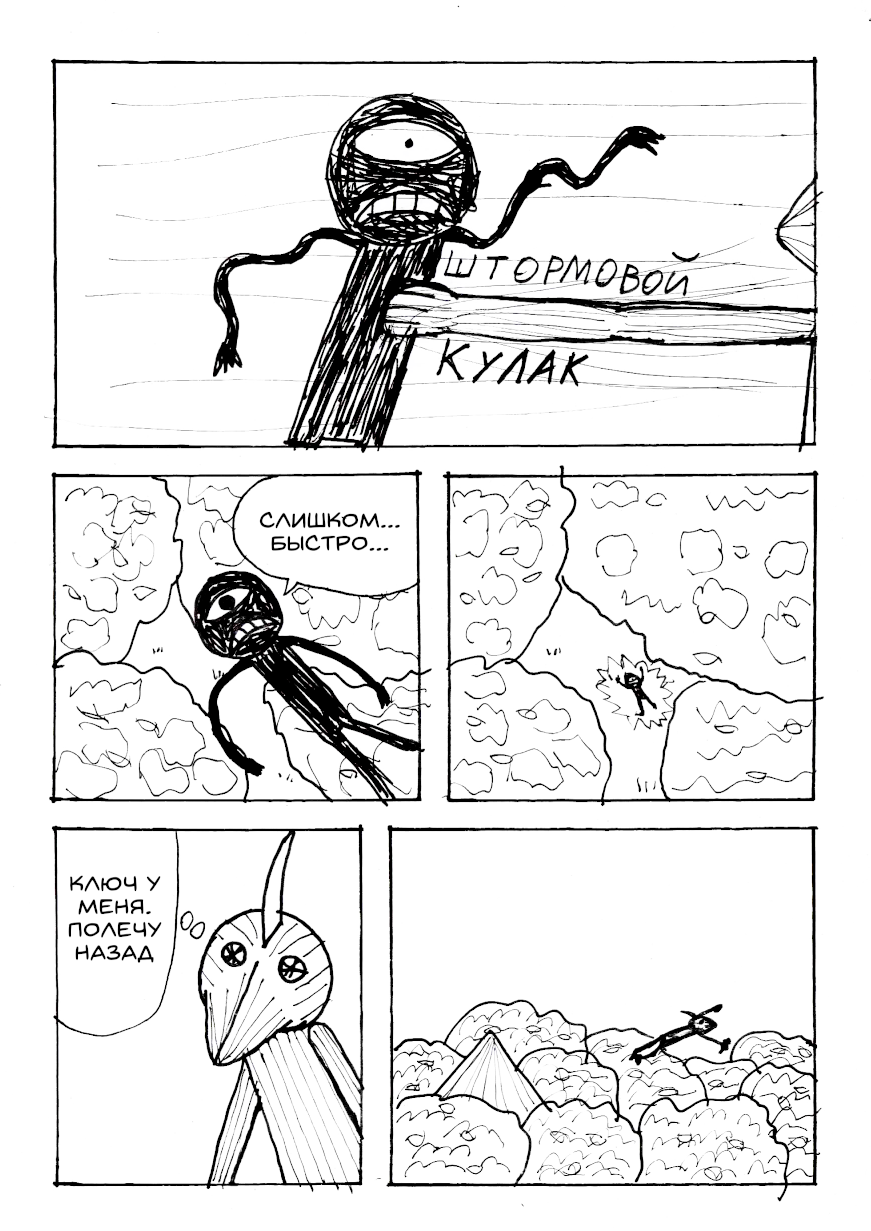 ШТОРМОВОЙ
КУЛАК
СЛИШКОМ...
БЫСТРО...
КЛЮЧ У
МЕНЯ.
ПОЛЕЧУ
НАЗАД